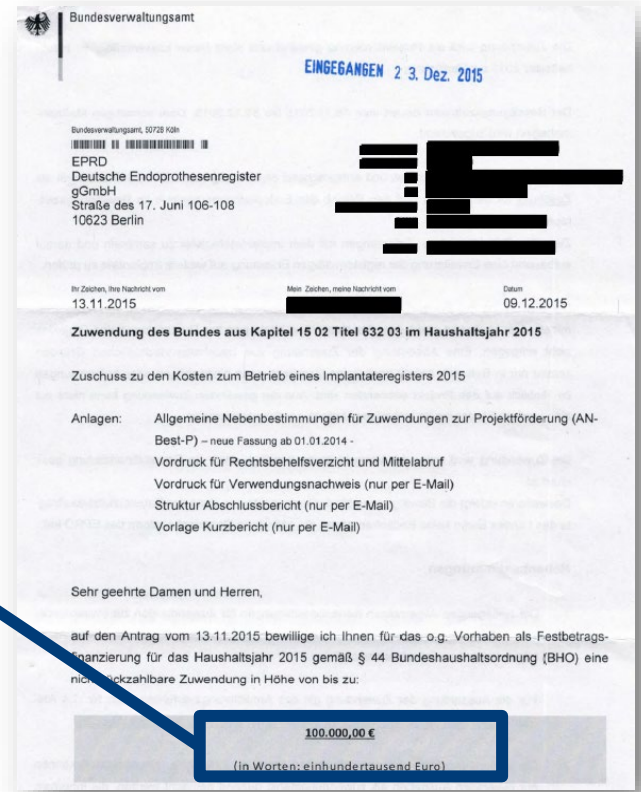 Bundesverwaltungsamt
EINGEGANGEN 23. Dez. 2015
Bundesverwaltungsamt, 50728 Köln
EPRD
Deutsche Endoprothesenregister
gGmbH
Straße des 17. Juni 106-108
10623 Berlin
Ihr Zeichen, Ihre Nachricht vom Mein Zeichen, meine Nachricht vom Datum
13.11.2015 09.12.2015
Zuwendung des Bundes aus Kapitel 15 02 Titel 632 03 im Haushaltsjahr 2015
Zuschuss zu den Kosten zum Betrieb eines Implantateregisters 2015
Anlagen: Allgemeine Nebenbestimmungen für Zuwendungen zur Projektförderung (AN-
Best-P) – neue Fassung ab 01.01.2014 -
Vordruck für Rechtsbehelfsverzicht und Mittelabruf
Vordruck für Verwendungsnachweis (nur per E-Mail)
Struktur Abschlussbericht (nur per E-Mail)
Vorlage Kurzbericht (nur per E-Mail)
Sehr geehrte Damen und Herren,
auf den Antrag vom 13.11.2015 bewillige ich Ihnen für das o.g. Vorhaben als Festbetrags-
finanzierung für das Haushaltsjahr 2015 gemäß § 44 Bundeshaushaltsordnung (BHO) eine
nicht rückzahlbare Zuwendung in Höhe von bis zu:
100.000,00 €
(in Worten: einhunderttausend Euro)